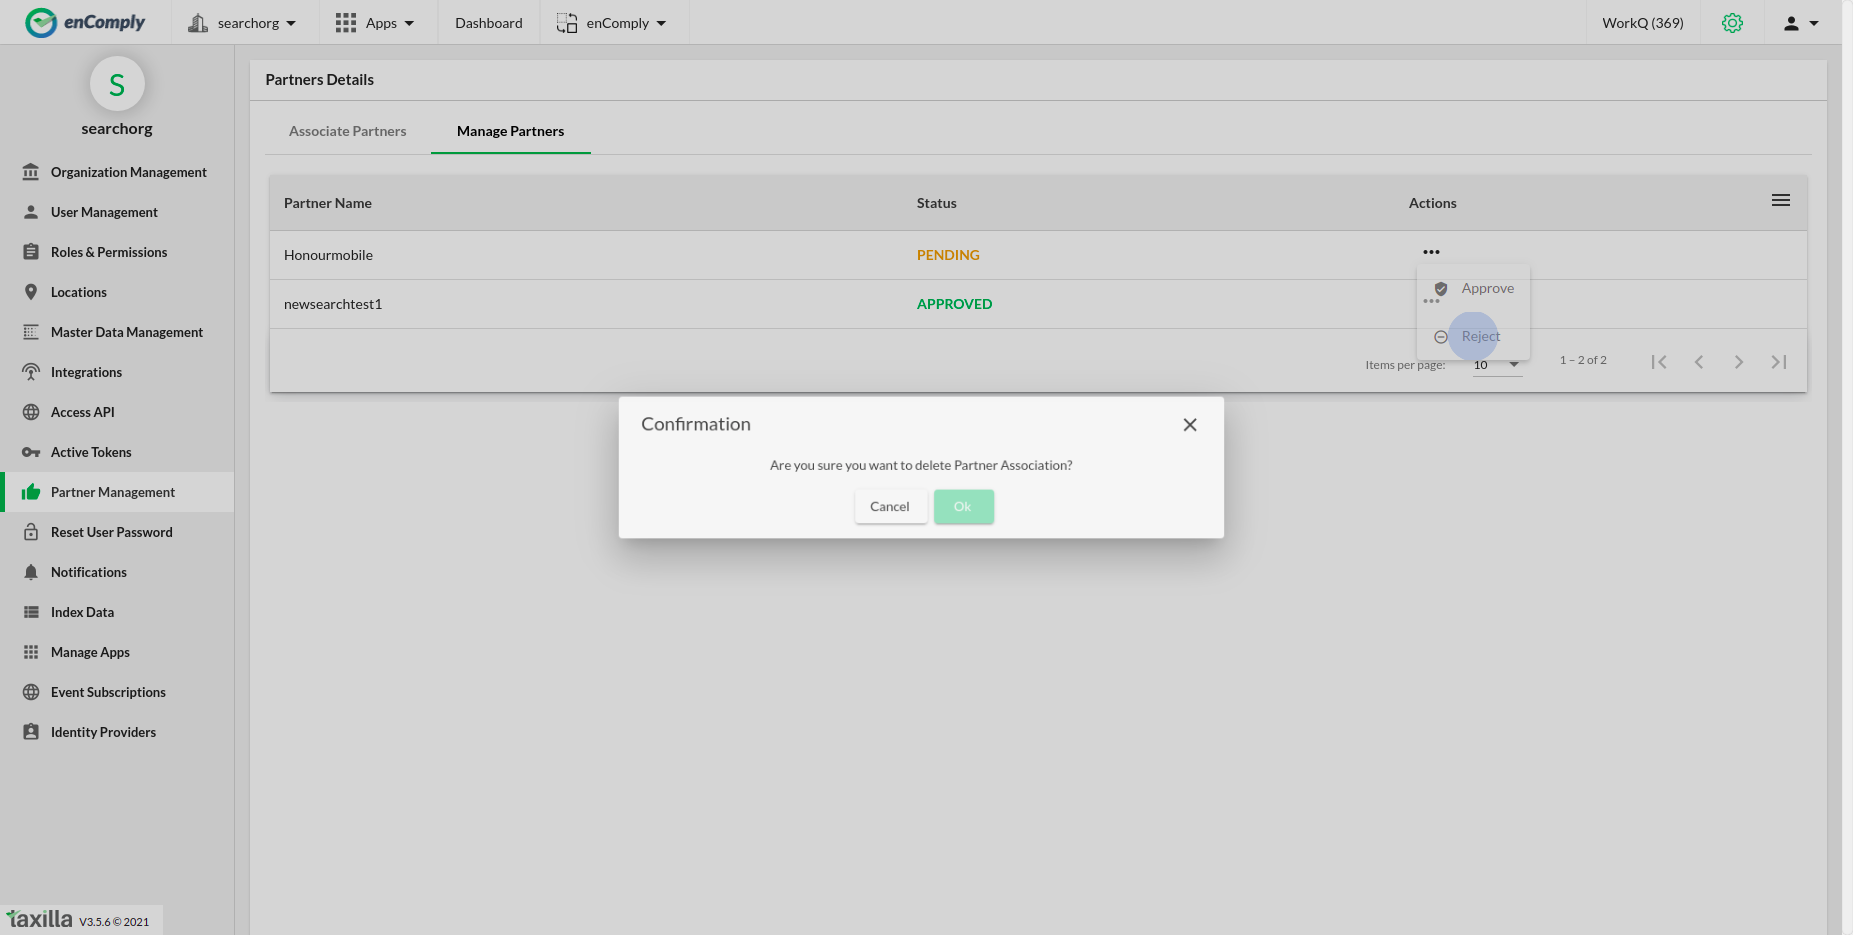 enComply
searchorg
Apps
Dashboard
enComply
WorkQ (369)
S
searchorg
Organization Management
User Management
Roles & Permissions
Locations
Master Data Management
Integrations
Access API
Active Tokens
Partner Management
Reset User Password
Notifications
Index Data
Manage Apps
Event Subscriptions
Identity Providers
taxilla V3.5.6 © 2021
Partners Details
Associate Partners Manage Partners
Partner Name Status Actions
Honourmobile PENDING
newsearchtest1 APPROVED
Approve
Reject
Items per page: 10 1 – 2 of 2
Confirmation
Are you sure you want to delete Partner Association?
Cancel Ok